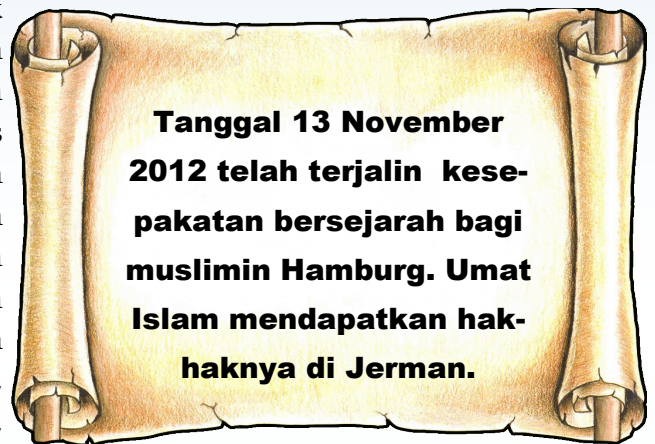 Tanggal 13 November
2012 telah terjalin kese-
pakatan bersejarah bagi
muslimin Hamburg. Umat
Islam mendapatkan hak-
haknya di Jerman.